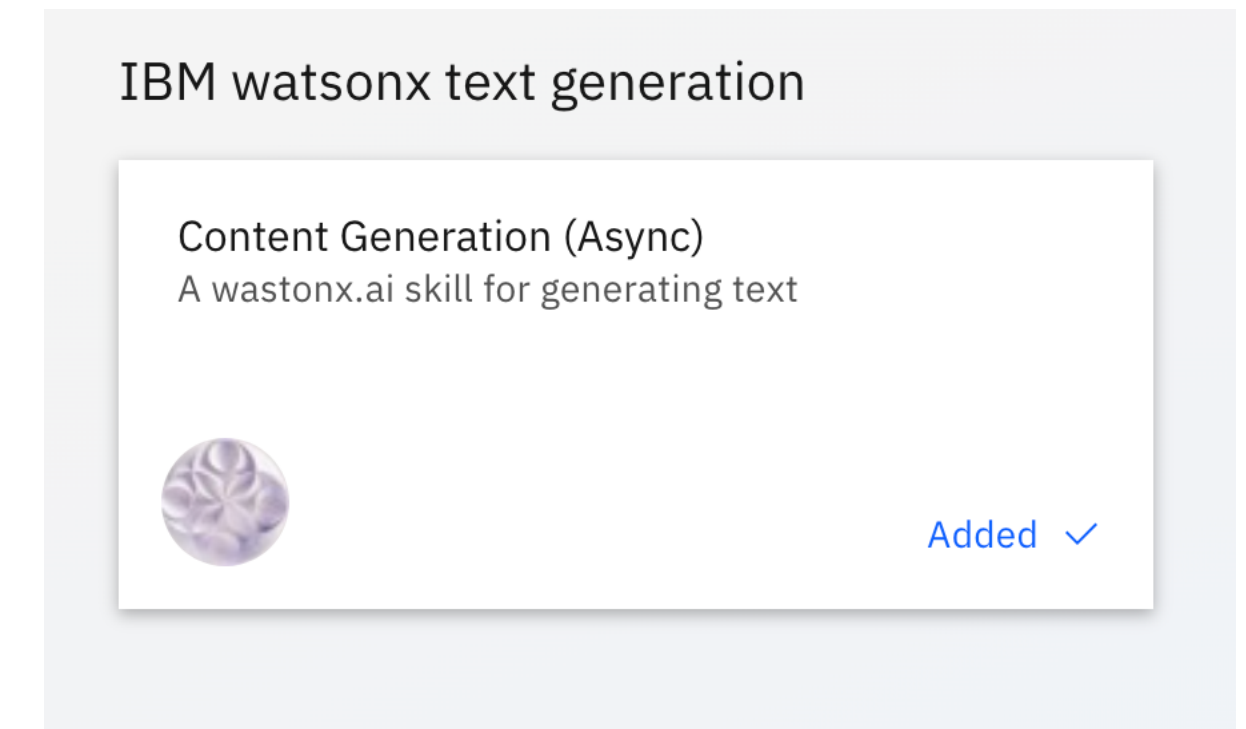 IBM watsonx text generation
Content Generation (Async)
A wastonx.ai skill for generating text
Added